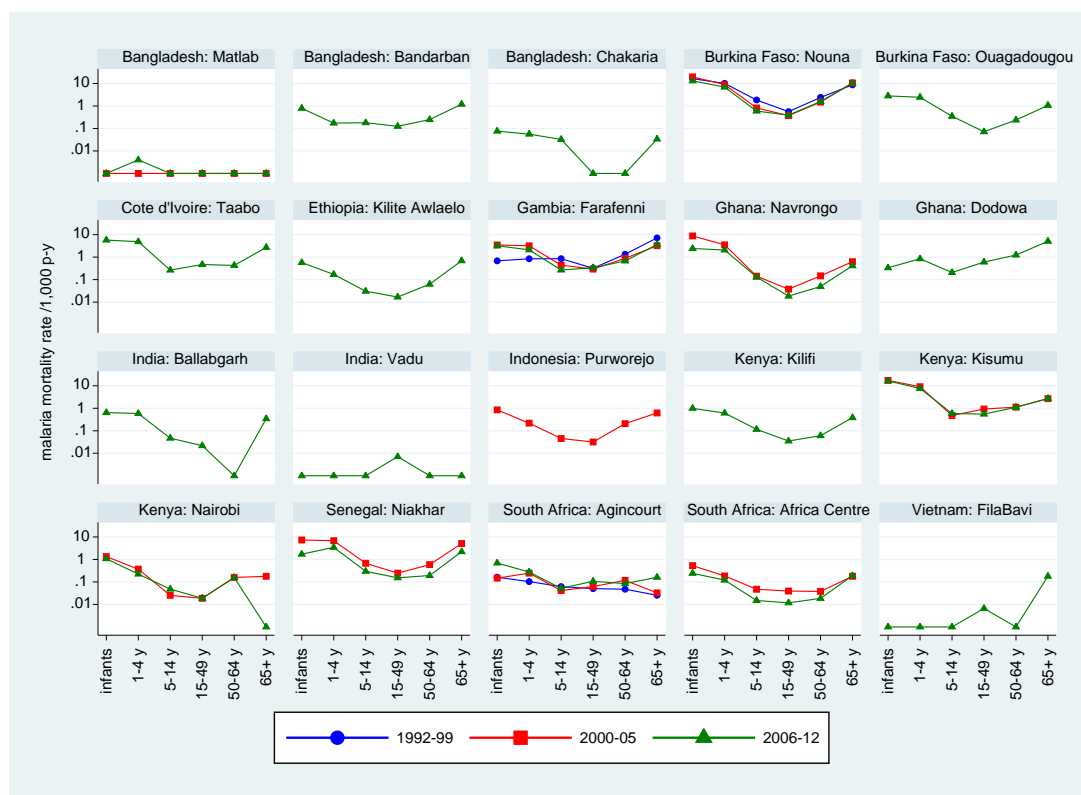 Bangladesh: Matlab
Bangladesh: Bandarban
Bangladesh: Chakaria
Burkina Faso: Nouna
Burkina Faso: Ouagadougou
10
1
.1
.01
Cote d'Ivoire: Taabo
Ethiopia: Kilite Awlaelo
Gambia: Farafenni
Ghana: Navrongo
Ghana: Dodowa
10
1
.1
.01
malaria mortality rate /1,000 p-y
India: Ballabgarh
India: Vadu
Indonesia: Purworejo
Kenya: Kilifi
Kenya: Kisumu
10
1
.1
.01
Kenya: Nairobi
Senegal: Niakhar
South Africa: Agincourt
South Africa: Africa Centre
Vietnam: FilaBavi
10
1
.1
.01
infants
1-4 y
5-14 y
15-49 y
50-64 y
65+ y
infants
1-4 y
5-14 y
15-49 y
50-64 y
65+ y
infants
1-4 y
5-14 y
15-49 y
50-64 y
65+ y
infants
1-4 y
5-14 y
15-49 y
50-64 y
65+ y
infants
1-4 y
5-14 y
15-49 y
50-64 y
65+ y
1992-99
2000-05
2006-12